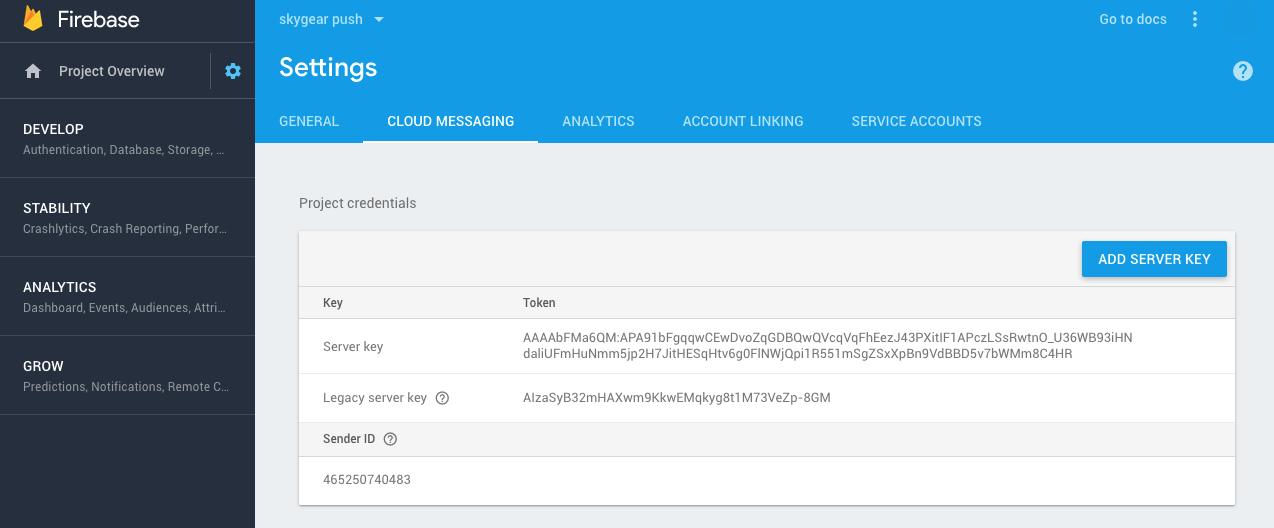 Firebase
skygear push
Go to docs
Project Overview
Settings
GENERAL
CLOUD MESSAGING
ANALYTICS
ACCOUNT LINKING
SERVICE ACCOUNTS
DEVELOP
Authentication, Database, Storage, ...
STABILITY
Crashlytics, Crash Reporting, Perfor...
ANALYTICS
Dashboard, Events, Audiences, Attri...
GROW
Predictions, Notifications, Remote C...
Project credentials
ADD SERVER KEY
Key
Token
Server key
AAAAbFMa6QM:APA91bFgqqwCEwDvoZqGDBQwQVcqVqFhEezJ43PXitIF1APczLSsRwtnO_U36WB93iHN
daliUFmHuNmm5jp2H7JitHESqHtv6g0FlNWjQpi1R551mSgZSxXpBn9VdBBD5v7bWMm8C4HR
Legacy server key ?
AIzaSyB32mHAXwm9KkwEMqkyg8t1M73VeZp-8GM
Sender ID ?
465250740483